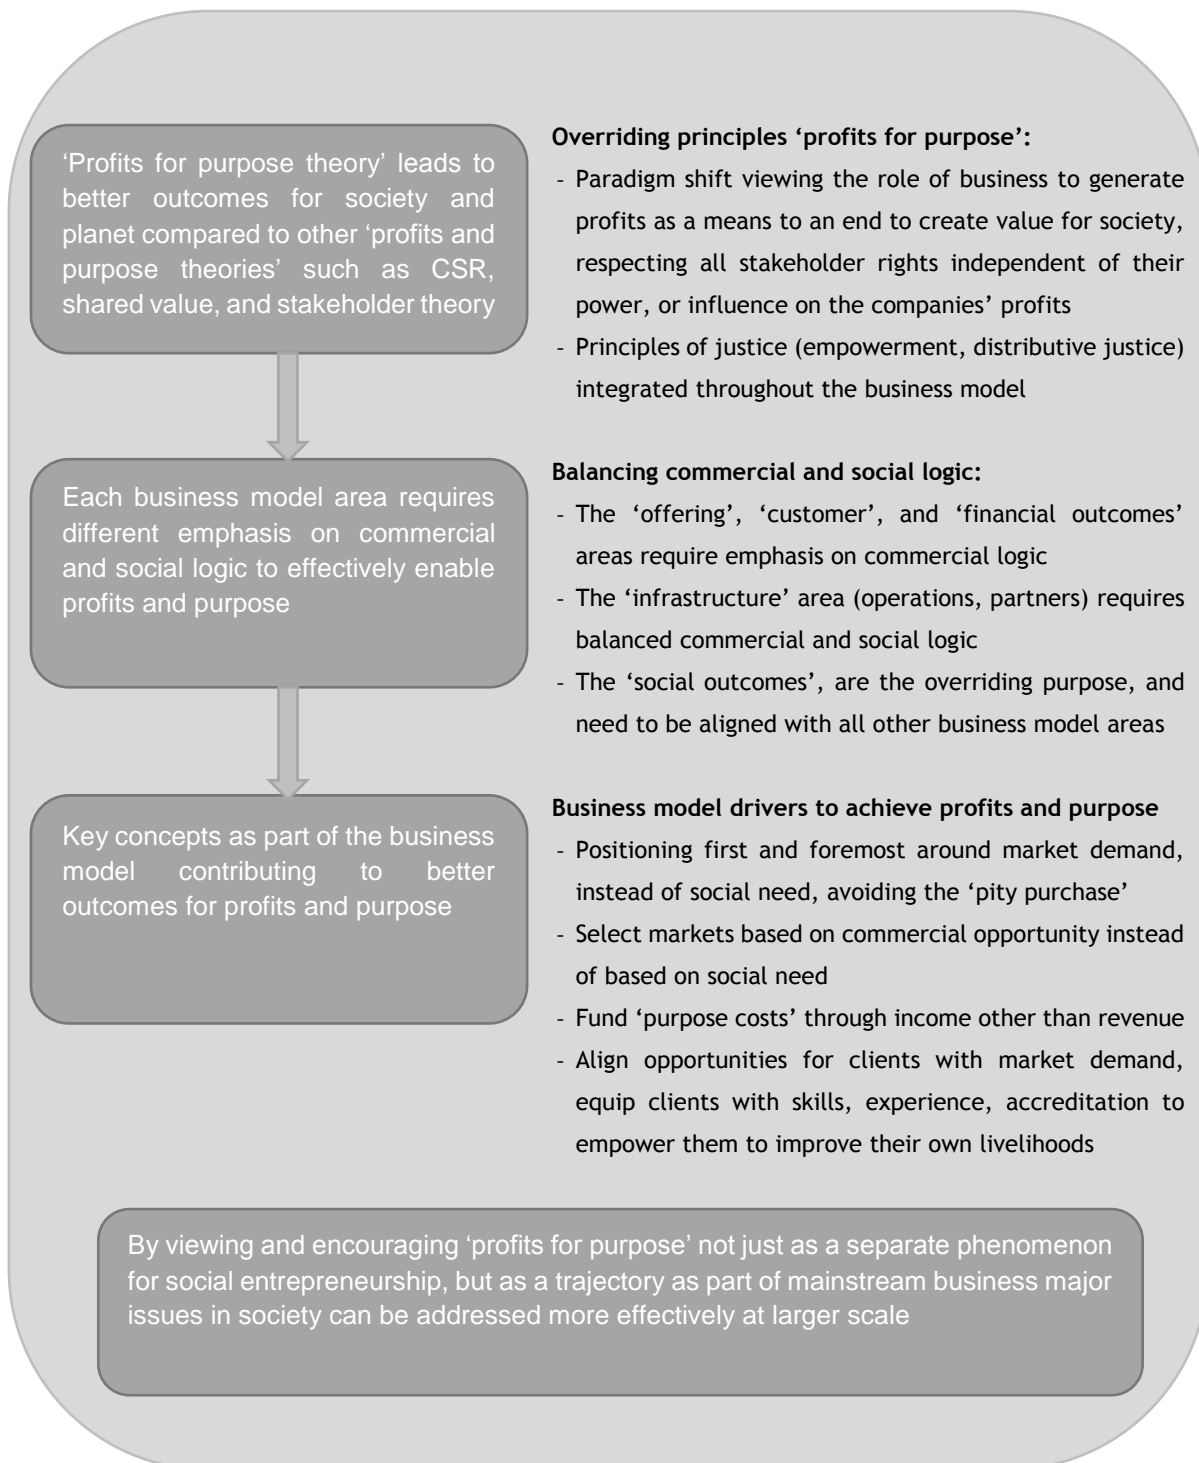 ‘Profits for purpose theory’ leads to
better outcomes for society and
planet compared to other ‘profits and
purpose theories’ such as CSR,
shared value, and stakeholder theory
Overriding principles ‘profits for purpose’:
- Paradigm shift viewing the role of business to generate
profits as a means to an end to create value for society,
respecting all stakeholder rights independent of their
power, or influence on the companies’ profits
- Principles of justice (empowerment, distributive justice)
integrated throughout the business model
Each business model area requires
different emphasis on commercial
and social logic to effectively enable
profits and purpose
Balancing commercial and social logic:
- The ‘offering’, ‘customer’, and ‘financial outcomes’
areas require emphasis on commercial logic
- The ‘infrastructure’ area (operations, partners) requires
balanced commercial and social logic
- The ‘social outcomes’, are the overriding purpose, and
need to be aligned with all other business model areas
Key concepts as part of the business
model contributing to better
outcomes for profits and purpose
Business model drivers to achieve profits and purpose
- Positioning first and foremost around market demand,
instead of social need, avoiding the ‘pity purchase’
- Select markets based on commercial opportunity instead
of based on social need
- Fund ‘purpose costs’ through income other than revenue
- Align opportunities for clients with market demand,
equip clients with skills, experience, accreditation to
empower them to improve their own livelihoods
By viewing and encouraging ‘profits for purpose’ not just as a separate phenomenon
for social entrepreneurship, but as a trajectory as part of mainstream business major
issues in society can be addressed more effectively at larger scale